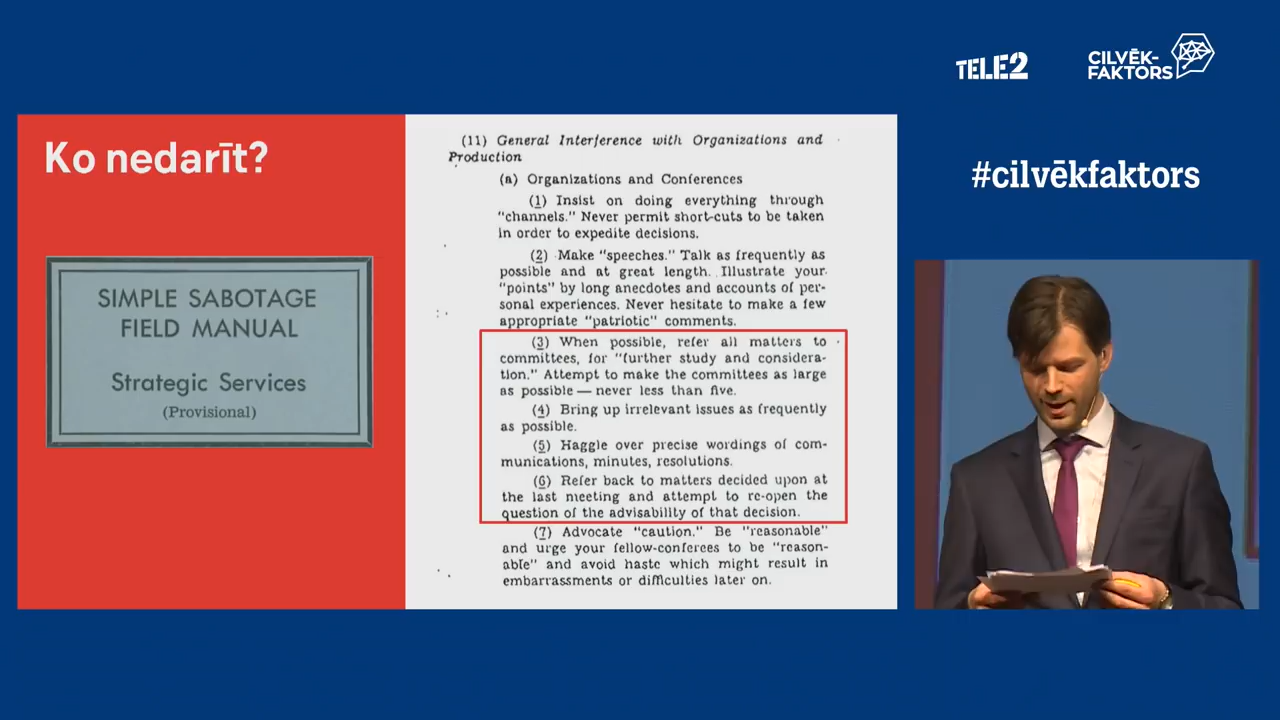 TELE2
CILVĒK-
FAKTORS
#cilvēkfaktors
Ko nedarīt?
SIMPLE SABOTAGE
FIELD MANUAL
Strategic Services
(Provisional)
(11) General Interference with Organizations and
Production
(a) Organizations and Conferences
(1) Insist on doing everything through
"channels." Never permit short-cuts to be taken
in order to expedite decisions.
(2) Make "speeches." Talk as frequently as
possible and at great length. Illustrate your
"points" by long anecdotes and accounts of per-
sonal experiences. Never hesitate to make a few
appropriate "patriotic" comments.
(3) When possible, refer all matters to
committees, for "further study and considera-
tion." Attempt to make the committees as large
as possible — never less than five.
(4) Bring up irrelevant issues as frequently
as possible.
(5) Haggle over precise wordings of com-
munications, minutes, resolutions.
(6) Refer back to matters decided upon at
the last meeting and attempt to re-open the
question of the advisability of that decision.
(7) Advocate "caution." Be "reasonable"
and urge your fellow-conferees to be "reason-
able" and avoid haste which might result in
embarrassments or difficulties later on.